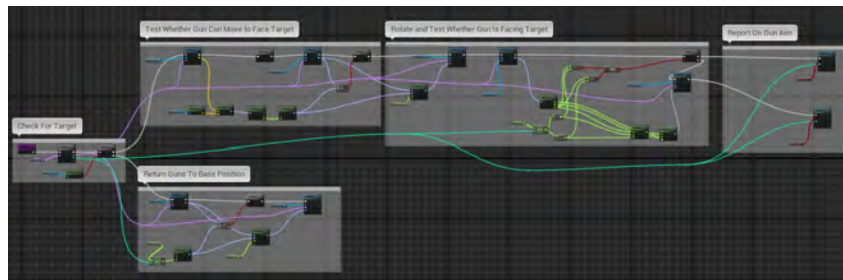 Test Whether Gun Can Move to Face Target
Rotate and Test Whether Gun Is Facing Target
Report On Gun Aim
Check For Target
Return Guns To Base Position